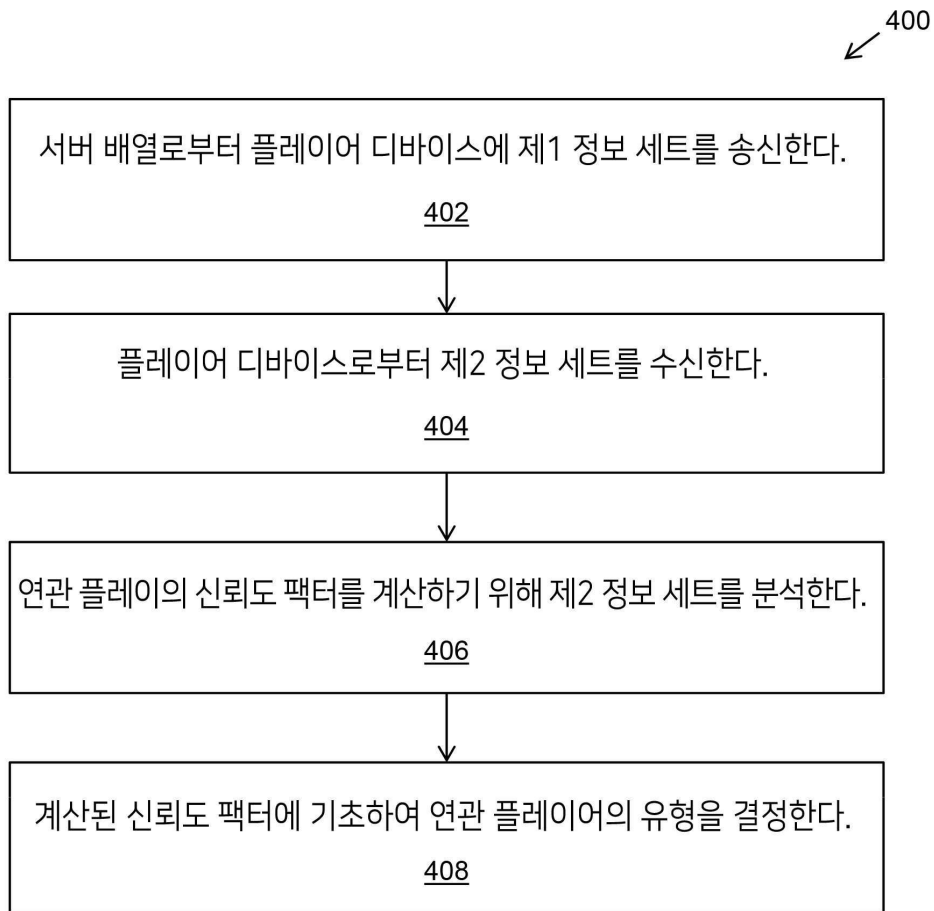 400
서버 배열로부터 플레이어 디바이스에 제1 정보 세트를 송신한다.
402
플레이어 디바이스로부터 제2 정보 세트를 수신한다.
404
연관 플레이의 신뢰도 팩터를 계산하기 위해 제2 정보 세트를 분석한다.
406
계산된 신뢰도 팩터에 기초하여 연관 플레이어의 유형을 결정한다.
408